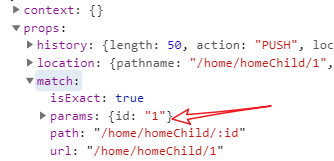 context: {}
props:
history: {length: 50, action: "PUSH", loc
location: {pathname: "/home/homeChild/1",
match:
isExact: true
params: {id: "1"}
path: "/home/homeChild/:id"
url: "/home/homeChild/1"